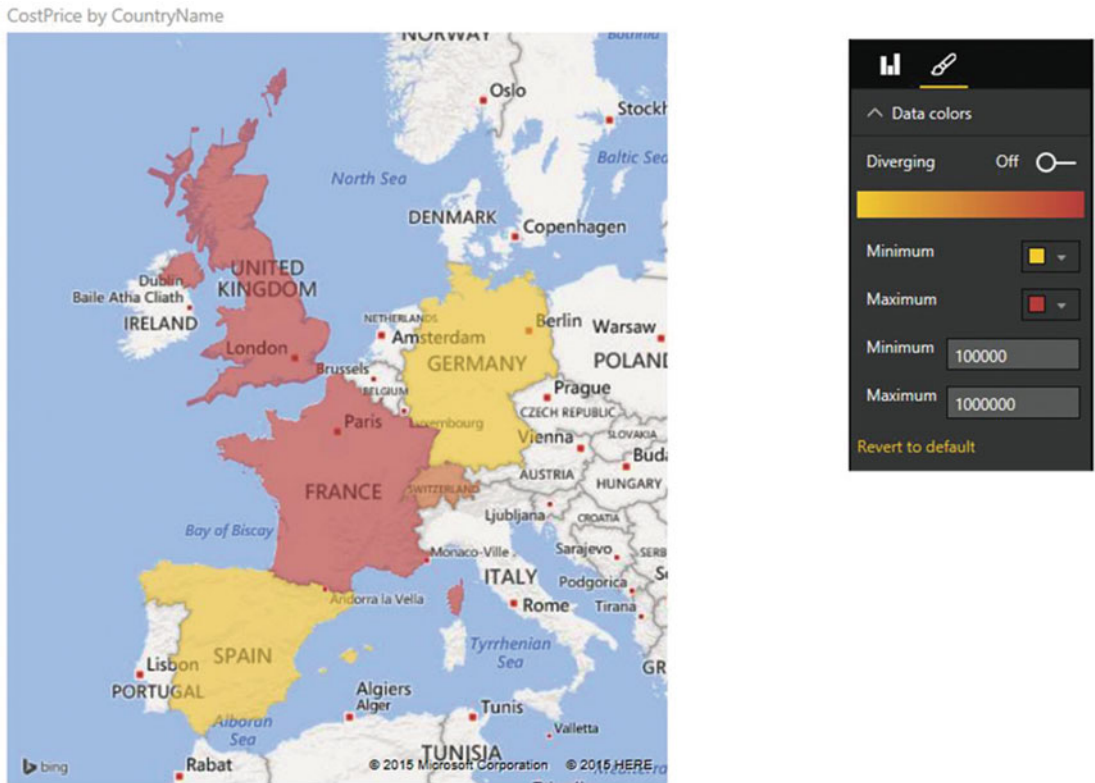 CostPrice by CountryName
NORWAY
Bothnia
Oslo
Stockh
Baltic Sea
North Sea
DENMARK
Copenhagen
UNITED
KINGDOM
Dublin
Baile Atha Cliath
IRELAND
NETHERLANDS
Amsterdam
Berlin
Warsaw
London
GERMANY
POLAND
Brussels
BELGIUM
Prague
CZECH REPUBLIC
Paris
Luxembourg
Vienna
SLOVAKIA
Buda
AUSTRIA
HUNGARY
FRANCE
SWITZERLAND
Ljubljana
CROATIA
Bay of Biscay
Monaco-Ville
Sarajevo
SERB
ITALY
Podgorica
Andorra la Vella
Rome
Tirana
Tyrrhenian
Sea
SPAIN
Lisbon
PORTUGAL
GR
Algiers
Alger
Tunis
Alboran
Sea
Valletta
TUNISIA
Rabat
bing
© 2015 Microsoft Corporation © 2015 HERE
Data colors
Diverging Off
Minimum
Maximum
Minimum 100000
Maximum 1000000
Revert to default